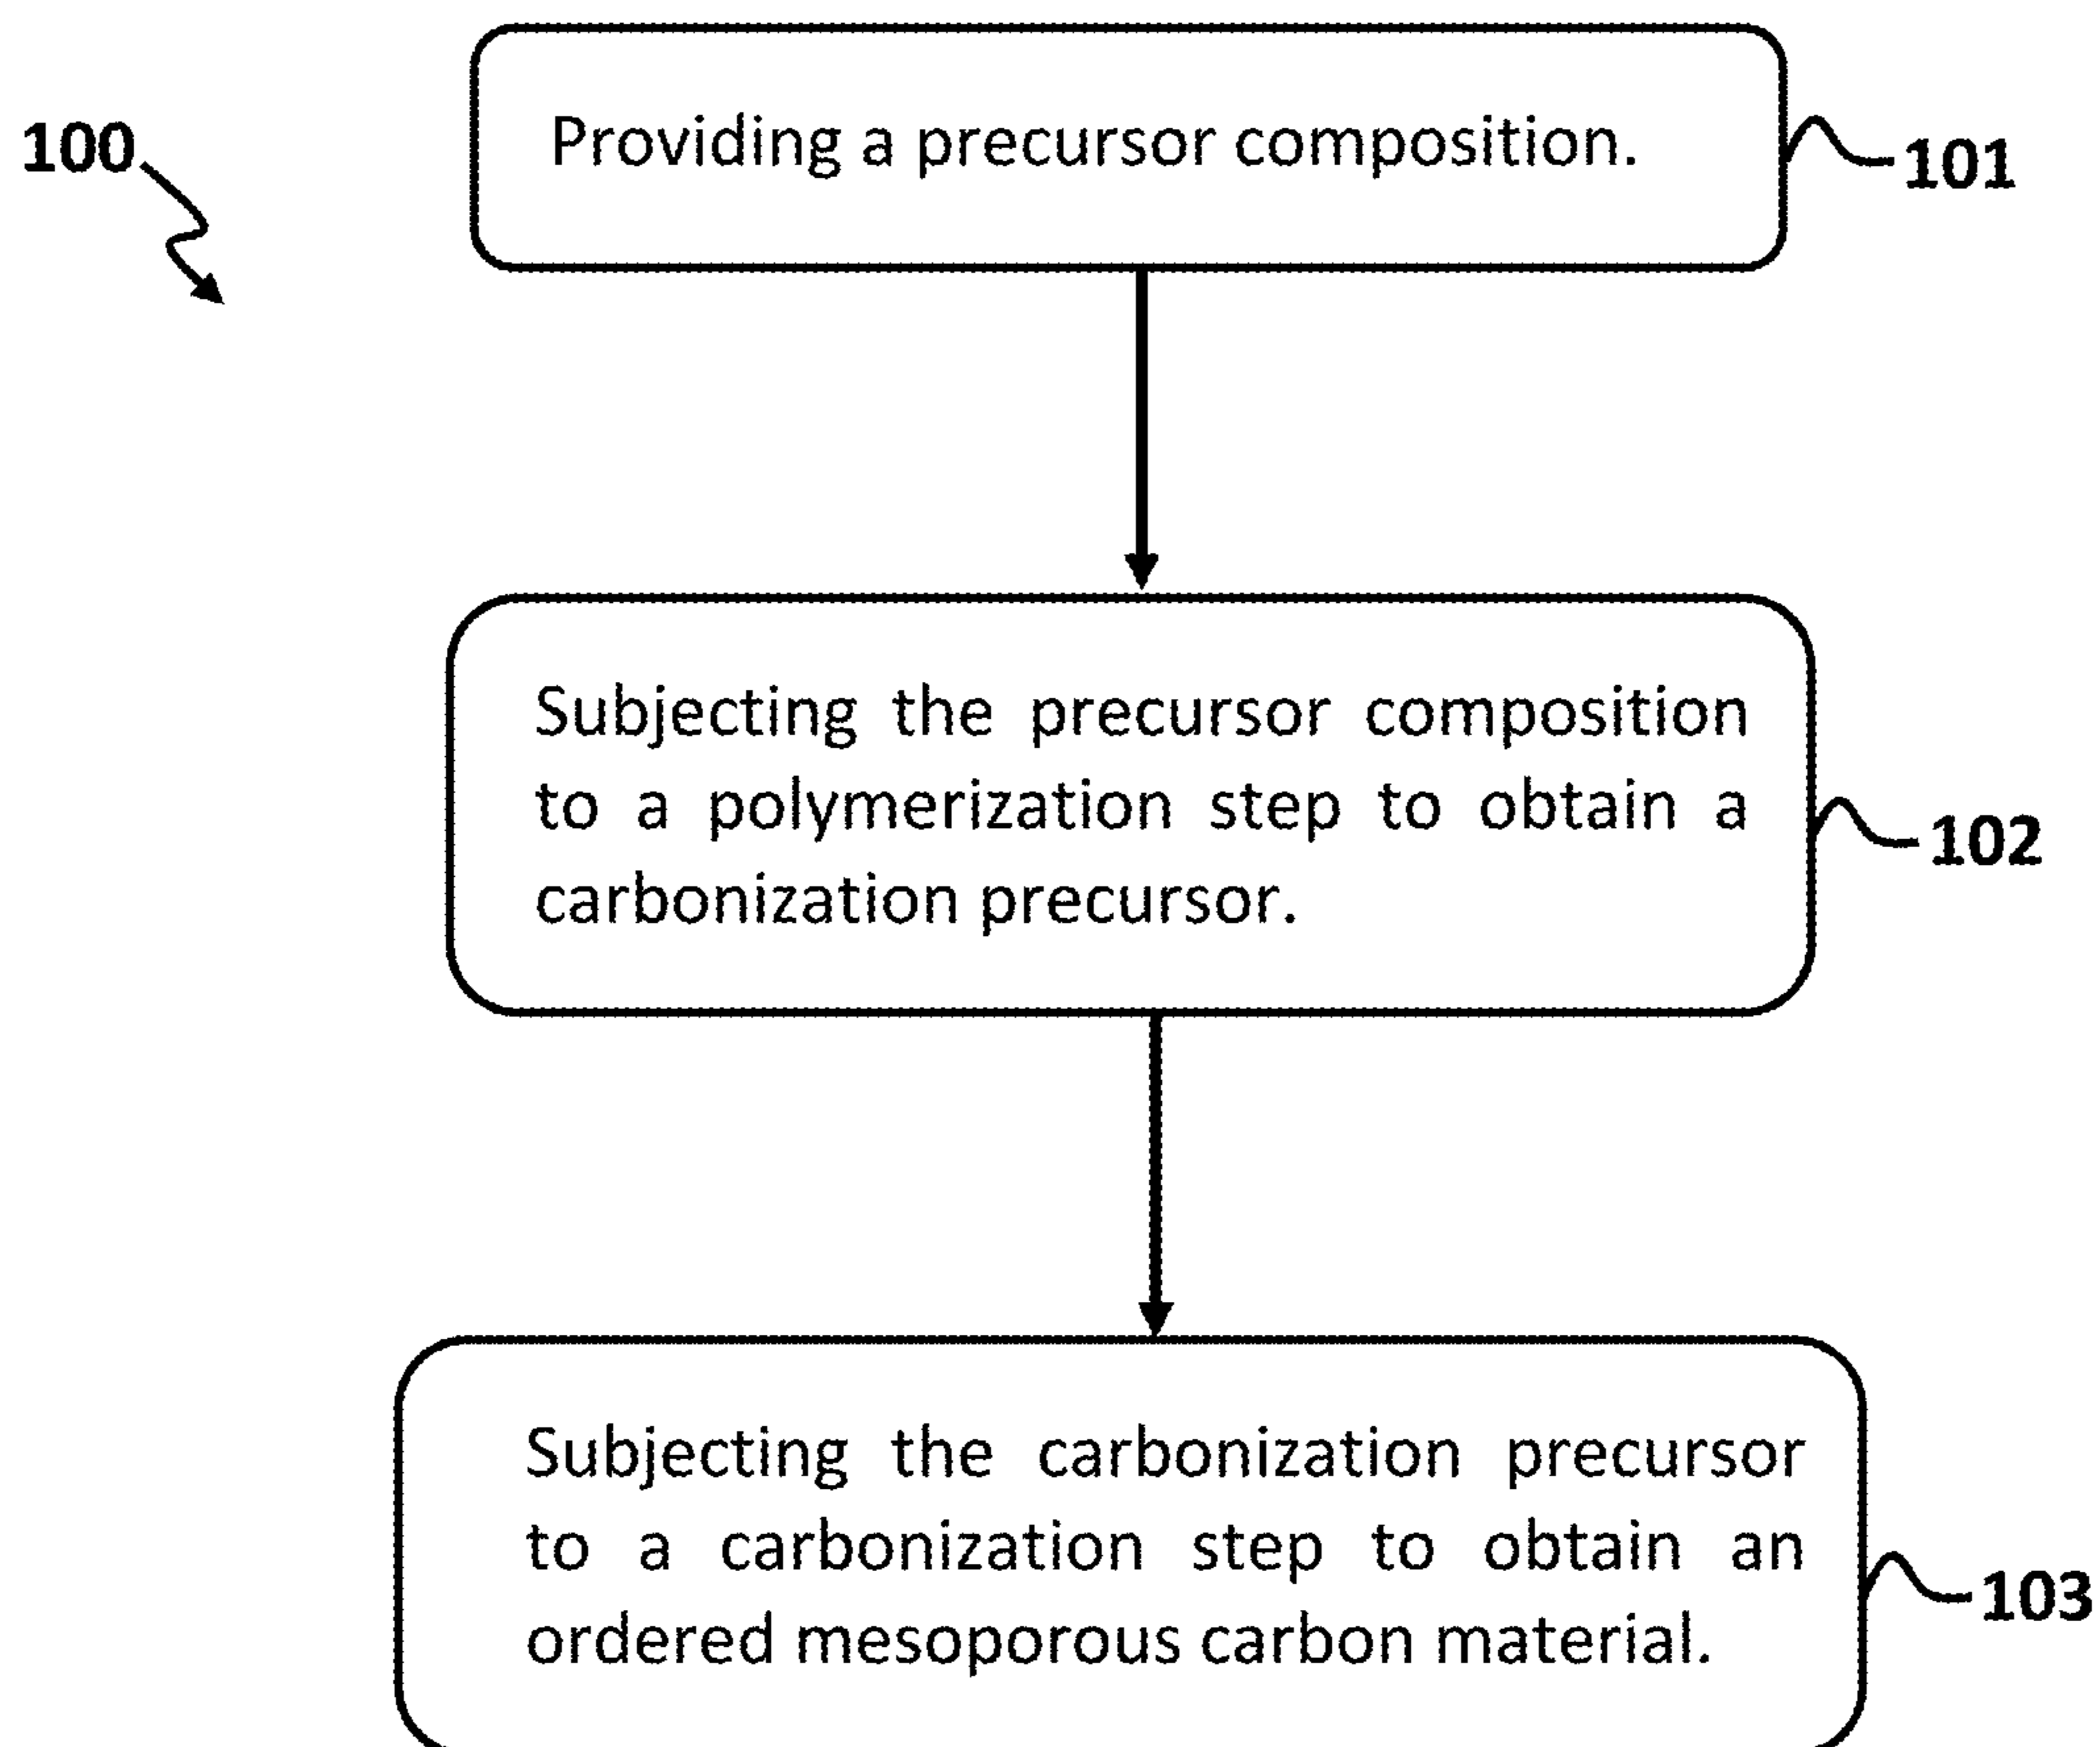 100
Providing a precursor composition.
101
Subjecting the precursor composition
to a polymerization step to obtain a
carbonization precursor.
102
Subjecting the carbonization precursor
to a carbonization step to obtain an
ordered mesoporous carbon material.
103